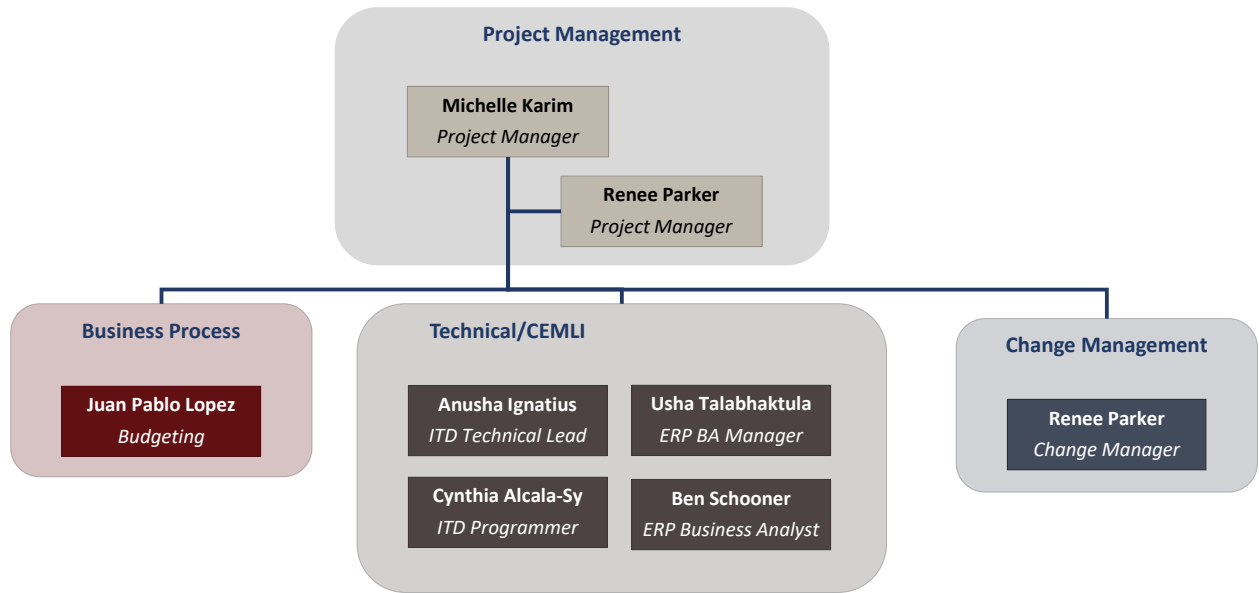 Project Management
Michelle Karim
Project Manager
Renee Parker
Project Manager
Business Process
Juan Pablo Lopez
Budgeting
Technical/CEMLI
Anusha Ignatius
ITD Technical Lead
Usha Talabhaktula
ERP BA Manager
Cynthia Alcala-Sy
ITD Programmer
Ben Schooner
ERP Business Analyst
Change Management
Renee Parker
Change Manager